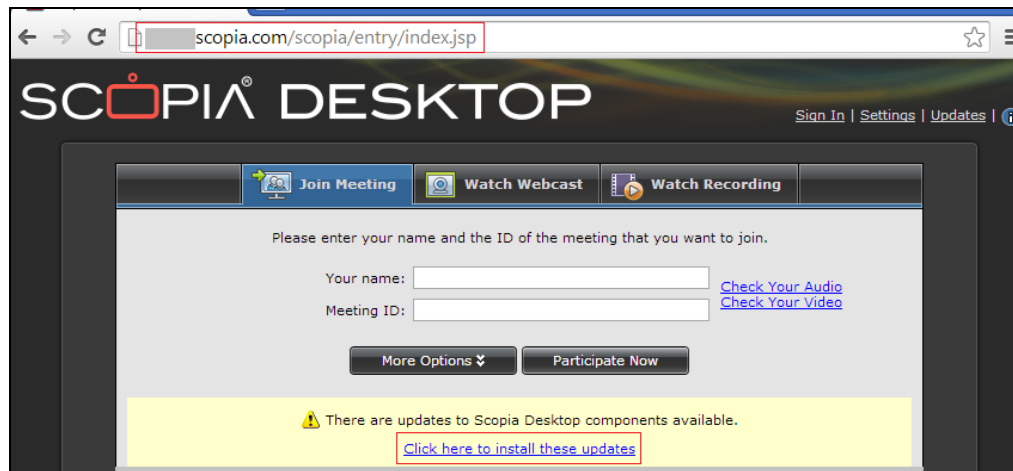 scopia.com/scopia/entry/index.jsp
SCOPIA® DESKTOP
Sign In | Settings | Updates |
Join Meeting Watch Webcast Watch Recording
Please enter your name and the ID of the meeting that you want to join.
Your name:
Check Your Audio
Meeting ID:
Check Your Video
More Options Participate Now
There are updates to Scopia Desktop components available.
Click here to install these updates